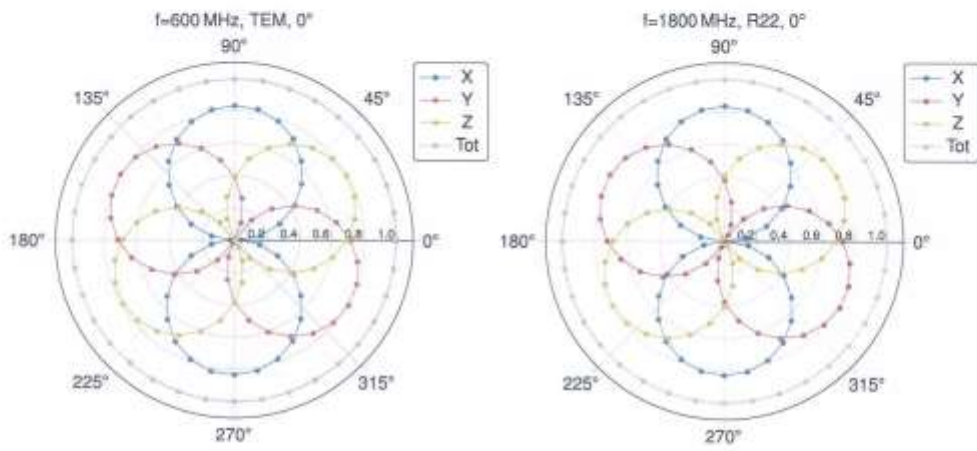 f=600 MHz, TEM, 0°
90°
135°
45°
X
Y
Z
Tot
180°
0.2 0.4 0.6 0.8 1.0
0°
225°
315°
270°
f=1800 MHz, R22, 0°
90°
135°
45°
X
Y
Z
Tot
180°
0.2 0.4 0.6 0.8 1.0
0°
225°
315°
270°